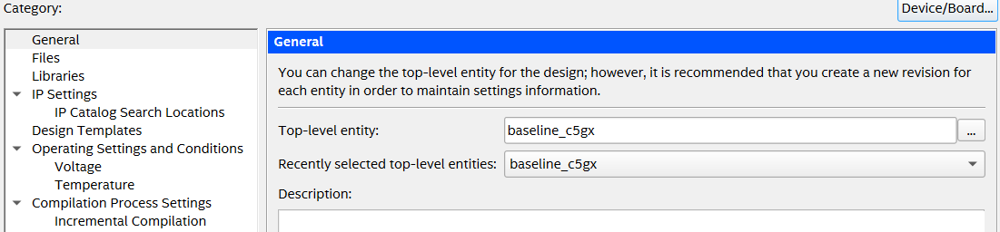 Category:
Device/Board...
General
Files
Libraries
IP Settings
IP Catalog Search Locations
Design Templates
Operating Settings and Conditions
Voltage
Temperature
Compilation Process Settings
Incremental Compilation
General
You can change the top-level entity for the design; however, it is recommended that you create a new revision for
each entity in order to maintain settings information.
Top-level entity:
baseline_c5gx
...
Recently selected top-level entities:
baseline_c5gx
Description: